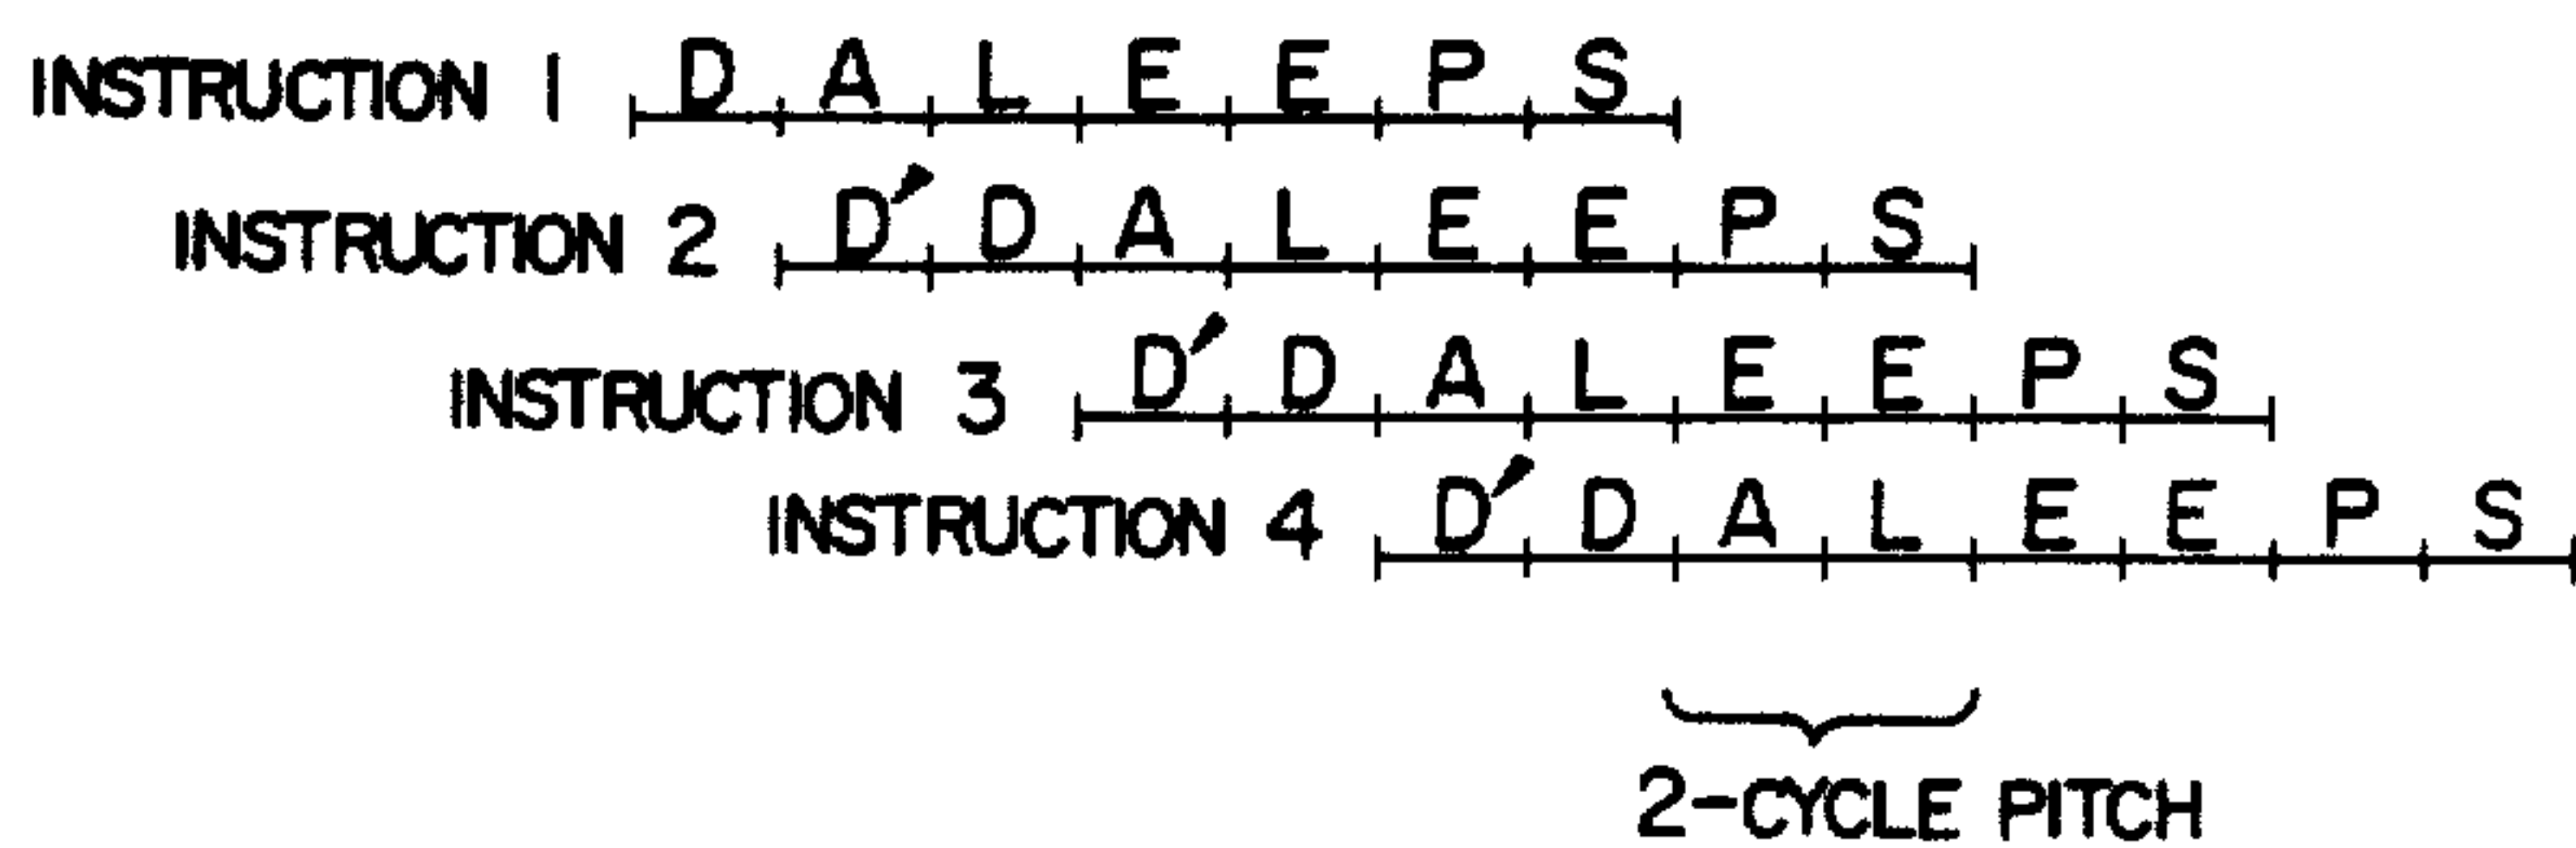 INSTRUCTION 1 D A L E E P S
INSTRUCTION 2 D' D A L E E P S
INSTRUCTION 3 D' D A L E E P S
INSTRUCTION 4 D' D A L E E P S
2-CYCLE PITCH